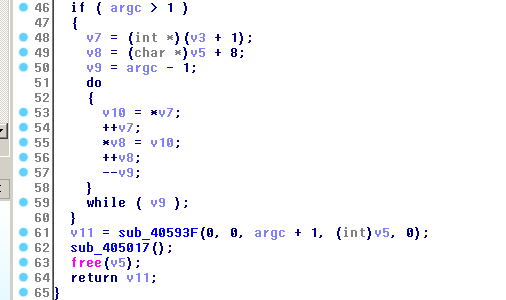 46 if ( argc > 1 )
47 {
48 v7 = (int *)(v3 + 1);
49 v8 = (char *)v5 + 8;
50 v9 = argc - 1;
51 do
52 {
53 v10 = *v7;
54 ++v7;
55 *v8 = v10;
56 ++v8;
57 --v9;
58 }
59 while ( v9 );
60 }
61 v11 = sub_40593F(0, 0, argc + 1, (int)v5, 0);
62 sub_405017();
63 free(v5);
64 return v11;
65 }